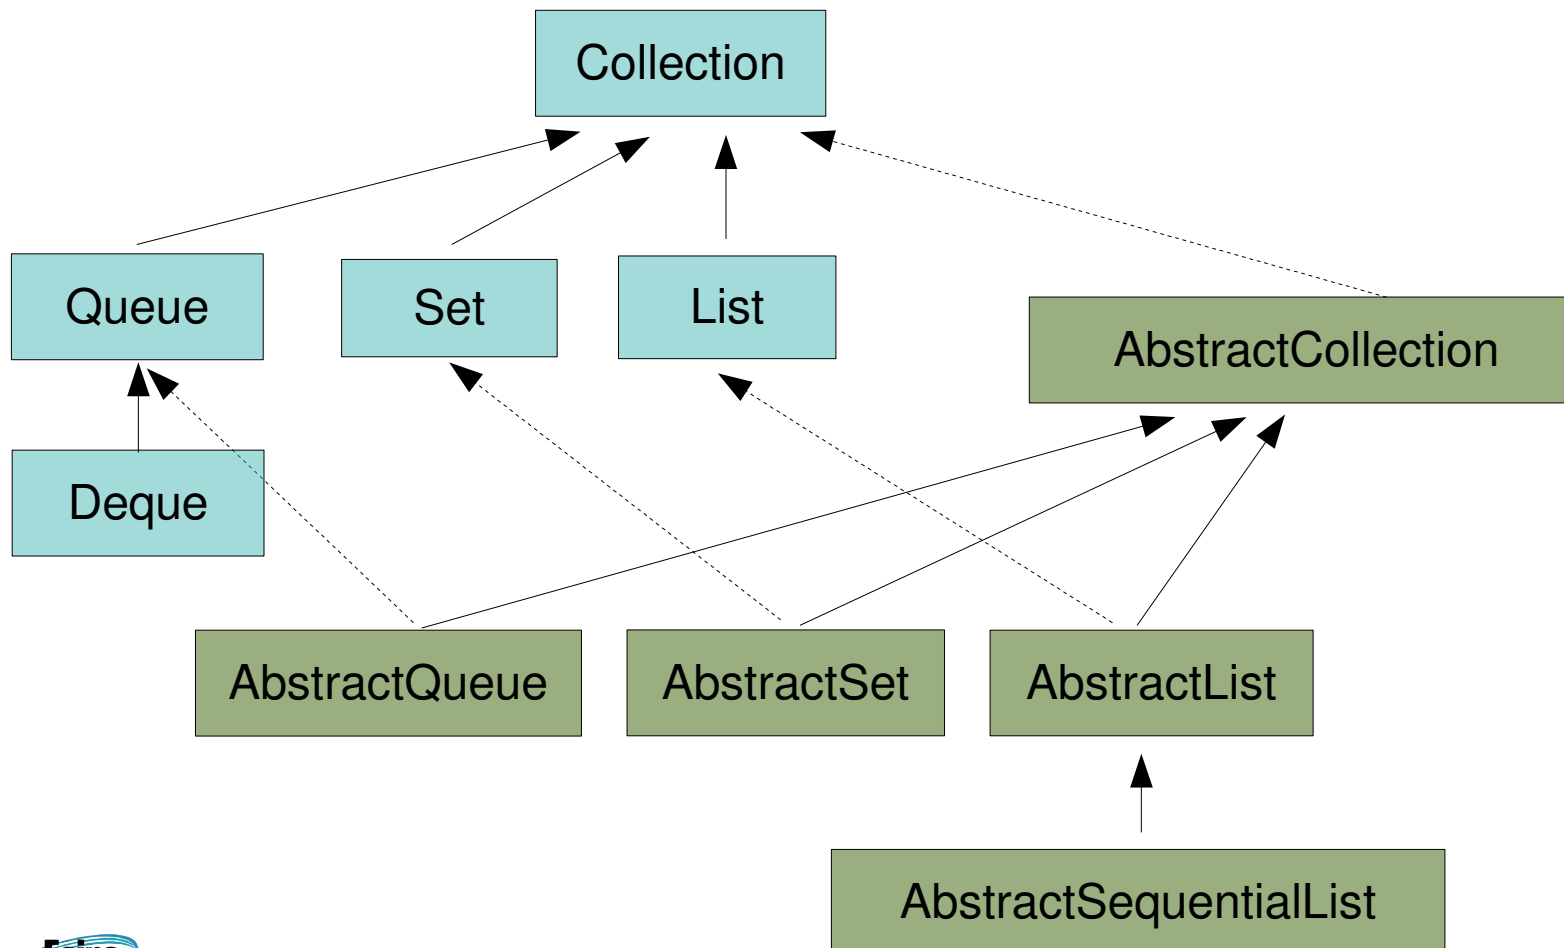 Collection
Queue
Set
List
AbstractCollection
Deque
AbstractQueue
AbstractSet
AbstractList
AbstractSequentialList